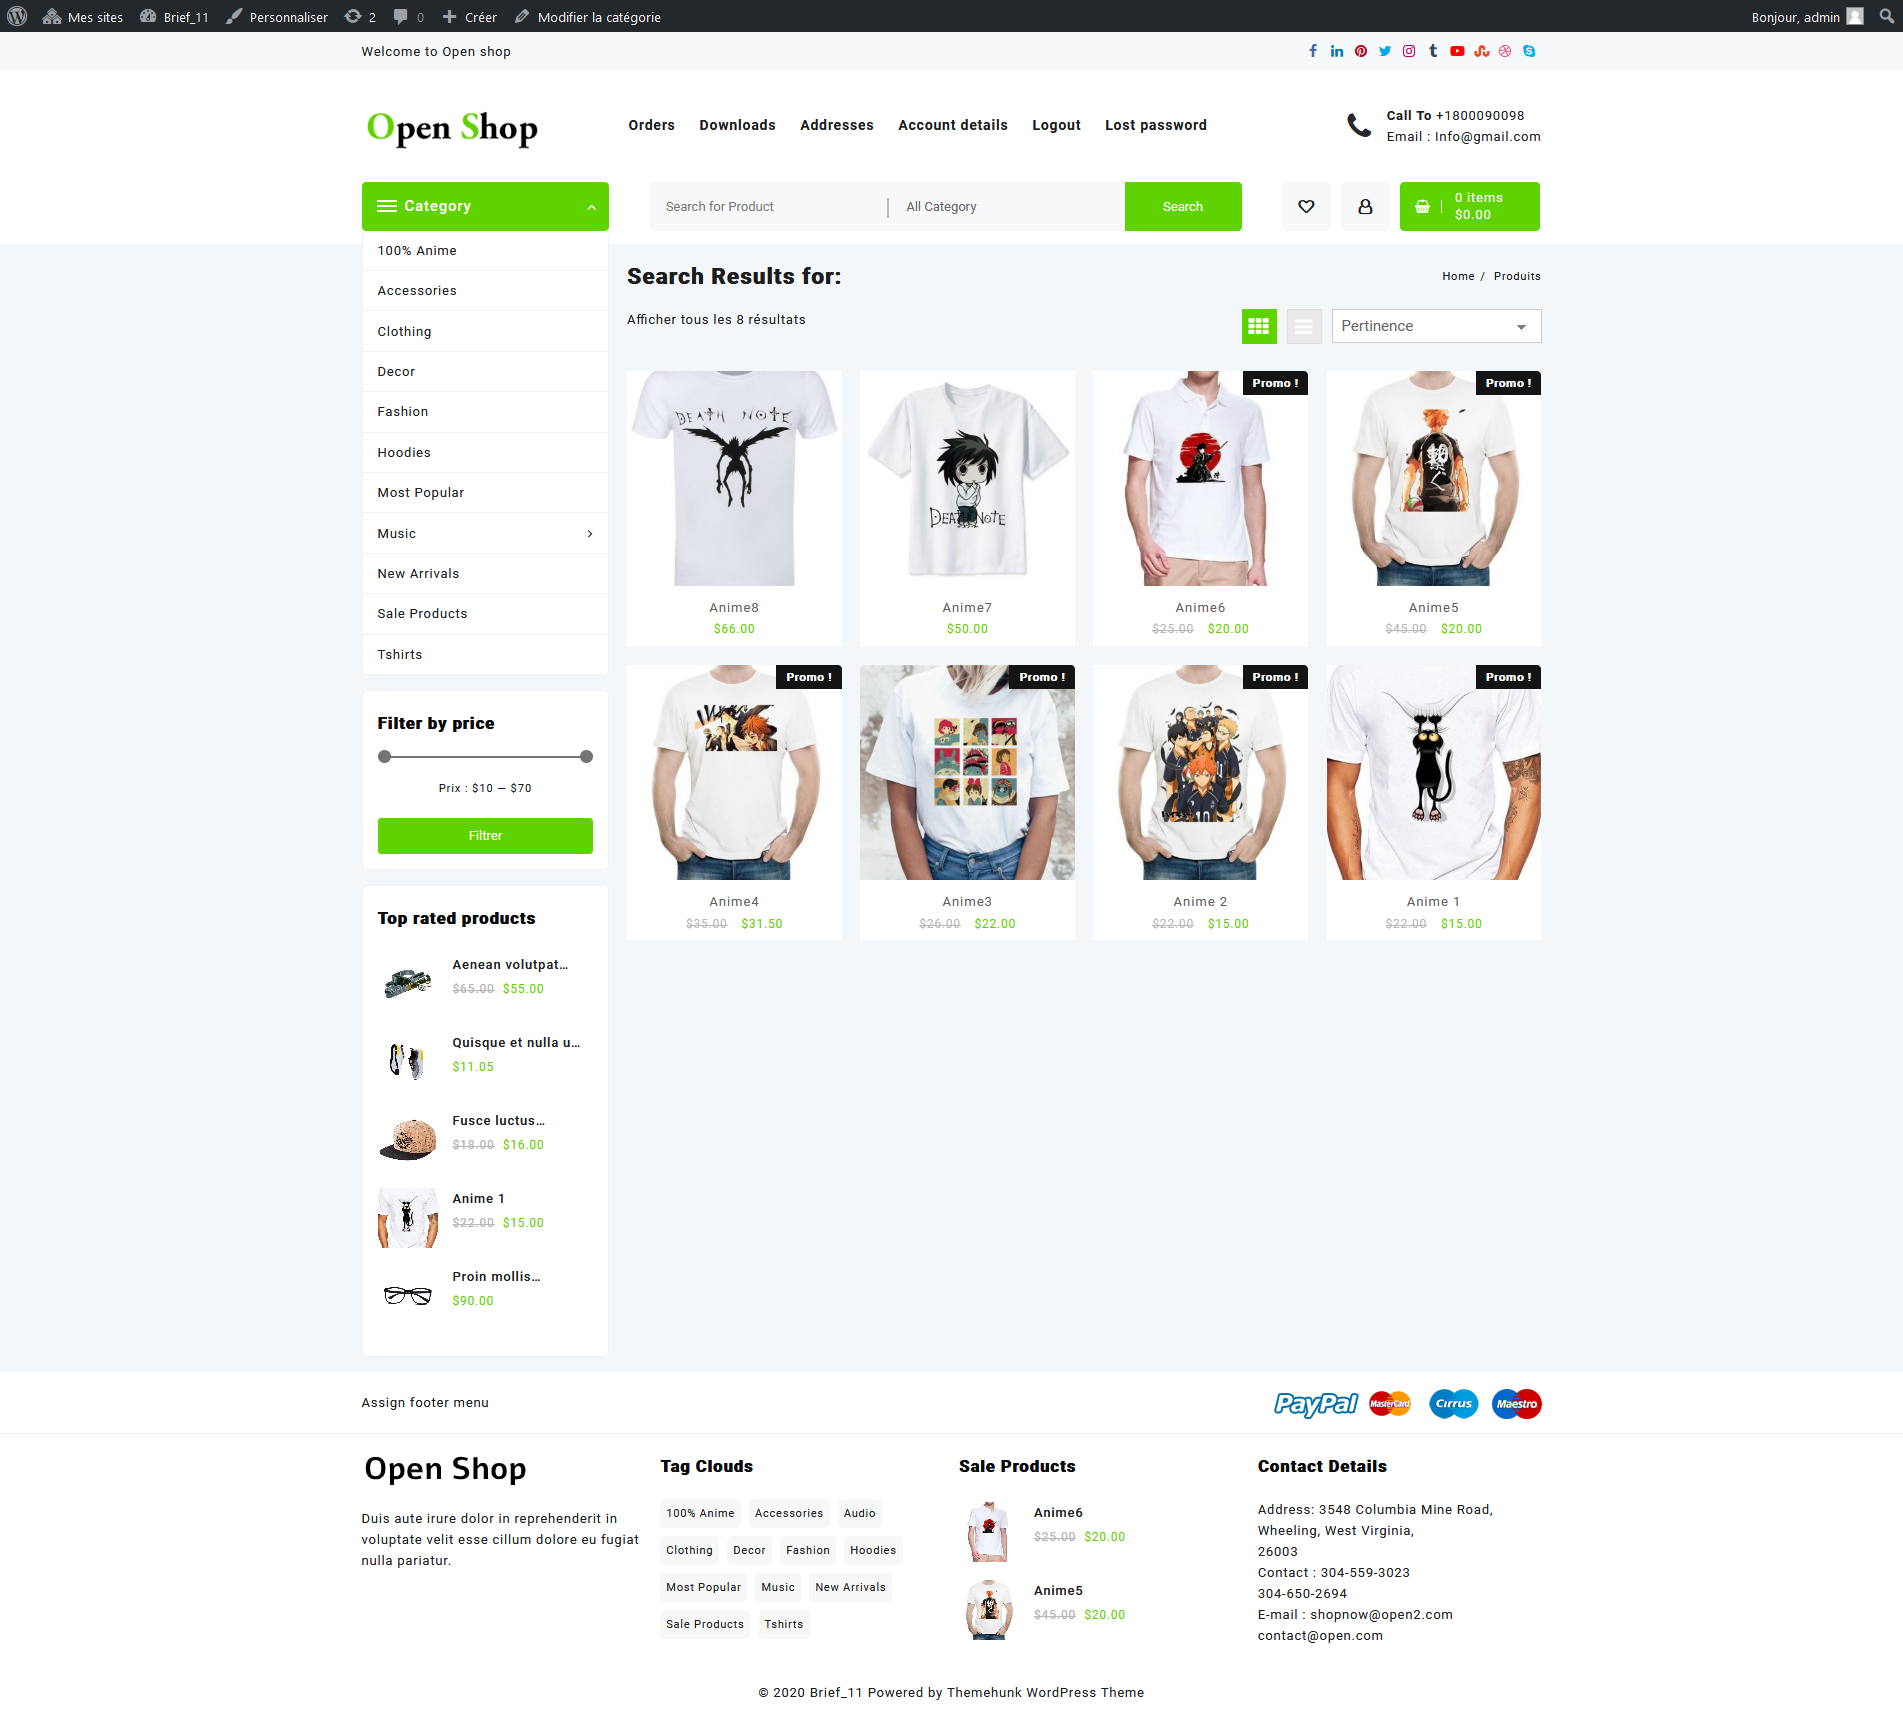 Mes sites
Brief_11
Personnaliser
2
0
Créer
Modifier la catégorie
Bonjour, admin
Welcome to Open shop
Open Shop
Orders
Downloads
Addresses
Account details
Logout
Lost password
Call To +1800090098
Email : Info@gmail.com
Category
Search for Product
All Category
Search
0 items
$0.00
100% Anime
Accessories
Clothing
Decor
Fashion
Hoodies
Most Popular
Music
New Arrivals
Sale Products
Tshirts
Filter by price
Prix : $10 — $70
Filtrer
Top rated products
Aenean volutpat…
$65.00 $55.00
Quisque et nulla u…
$11.05
Fusce luctus…
$18.00 $16.00
Anime 1
$22.00 $15.00
Proin mollis…
$90.00
Search Results for:
Home / Produits
Afficher tous les 8 résultats
Pertinence
DEATH NOTE
Anime8
$66.00
DEATH NOTE
Anime7
$50.00
Promo !
Anime6
$25.00 $20.00
Promo !
繋ぐ
Anime5
$45.00 $20.00
Promo !
Anime4
$35.00 $31.50
Promo !
Anime3
$26.00 $22.00
Promo !
Anime 2
$22.00 $15.00
Promo !
Anime 1
$22.00 $15.00
Assign footer menu
PayPal
MasterCard
Cirrus
Maestro
Open Shop
Duis aute irure dolor in reprehenderit in
voluptate velit esse cillum dolore eu fugiat
nulla pariatur.
Tag Clouds
100% Anime
Accessories
Audio
Clothing
Decor
Fashion
Hoodies
Most Popular
Music
New Arrivals
Sale Products
Tshirts
Sale Products
Anime6
$25.00 $20.00
Anime5
$45.00 $20.00
Contact Details
Address: 3548 Columbia Mine Road,
Wheeling, West Virginia,
26003
Contact : 304-559-3023
304-650-2694
E-mail : shopnow@open2.com
contact@open.com
© 2020 Brief_11 Powered by Themehunk WordPress Theme